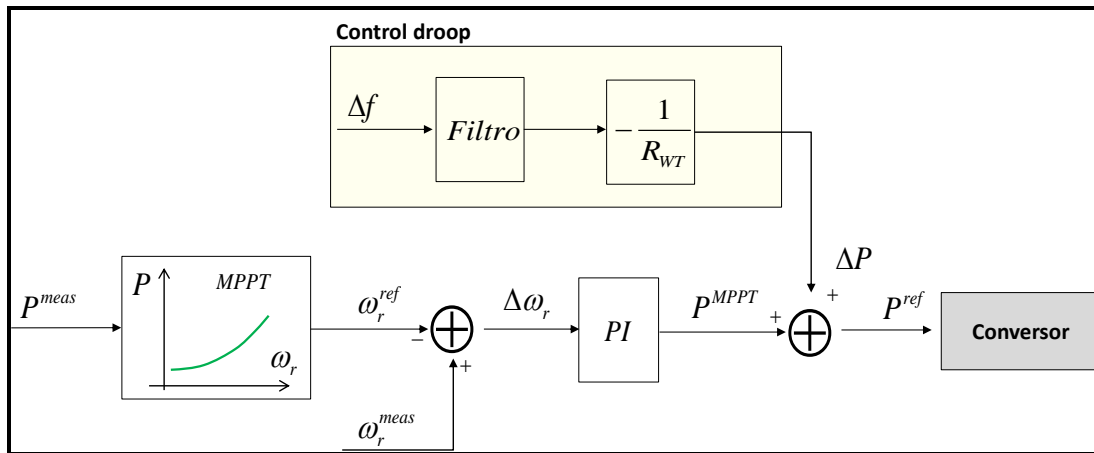 Control droop
Δf
Filtro
− 1 / R_WT
ΔP
P^meas
P
MPPT
ω_r
ω_r^ref
−
+
Δω_r
PI
P^MPPT
+
+
P^ref
Conversor
ω_r^meas